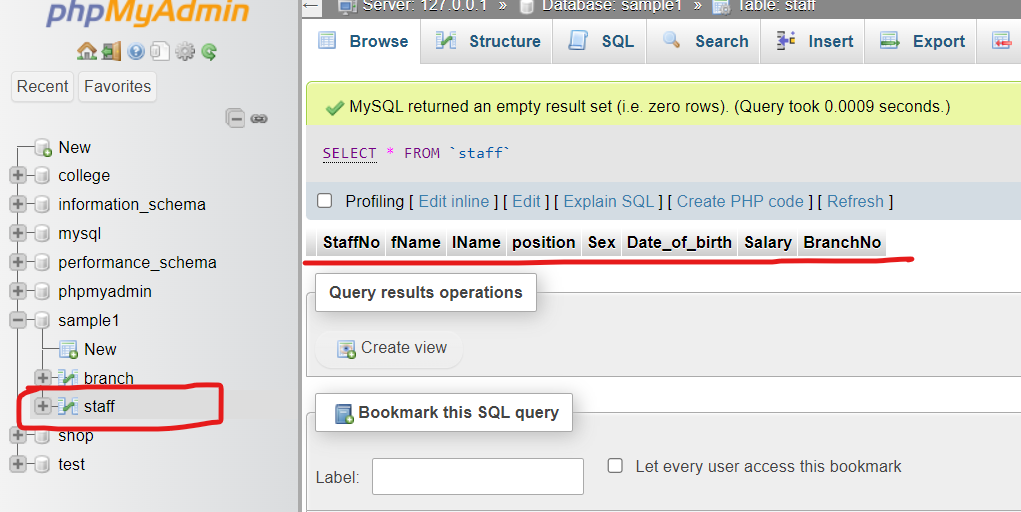 phpMyAdmin
Recent Favorites
New
college
information_schema
mysql
performance_schema
phpmyadmin
sample1
New
branch
staff
shop
test
Server: 127.0.0.1 » Database: sample1 » Table: staff
Browse Structure SQL Search Insert Export
MySQL returned an empty result set (i.e. zero rows). (Query took 0.0009 seconds.)
SELECT * FROM `staff`
Profiling [ Edit inline ] [ Edit ] [ Explain SQL ] [ Create PHP code ] [ Refresh ]
StaffNo fName lName position Sex Date_of_birth Salary BranchNo
Query results operations
Create view
Bookmark this SQL query
Label: Let every user access this bookmark